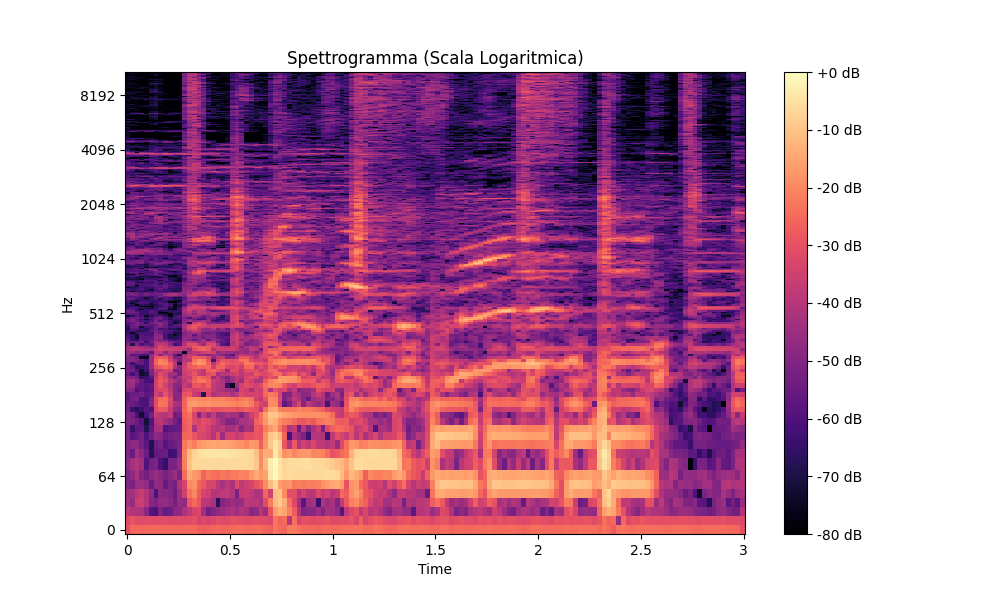 Spettrogramma (Scala Logaritmica)
Hz
8192
4096
2048
1024
512
256
128
64
0
0
0.5
1
1.5
2
2.5
3
Time
+0 dB
-10 dB
-20 dB
-30 dB
-40 dB
-50 dB
-60 dB
-70 dB
-80 dB